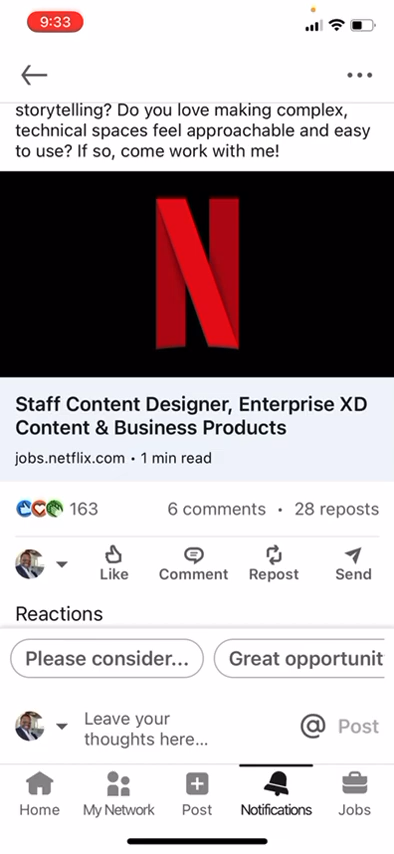 9:33
storytelling? Do you love making complex,
technical spaces feel approachable and easy
to use? If so, come work with me!
N
Staff Content Designer, Enterprise XD
Content & Business Products
jobs.netflix.com • 1 min read
163 6 comments • 28 reposts
Like Comment Repost Send
Reactions
Please consider... Great opportunit
Leave your
thoughts here...
@ Post
Home My Network Post Notifications Jobs